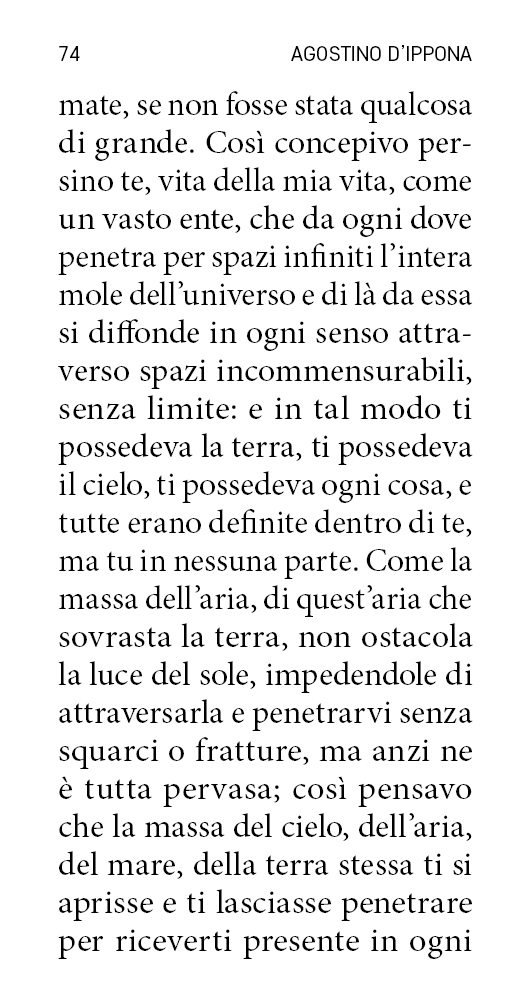 74 AGOSTINO D’IPPONA
mate, se non fosse stata qualcosa
di grande. Così concepivo per-
sino te, vita della mia vita, come
un vasto ente, che da ogni dove
penetra per spazi infiniti l’intera
mole dell’universo e di là da essa
si diffonde in ogni senso attra-
verso spazi incommensurabili,
senza limite: e in tal modo ti
possedeva la terra, ti possedeva
il cielo, ti possedeva ogni cosa, e
tutte erano definite dentro di te,
ma tu in nessuna parte. Come la
massa dell’aria, di quest’aria che
sovrasta la terra, non ostacola
la luce del sole, impedendole di
attraversarla e penetrarvi senza
squarci o fratture, ma anzi ne
è tutta pervasa; così pensavo
che la massa del cielo, dell’aria,
del mare, della terra stessa ti si
aprisse e ti lasciasse penetrare
per riceverti presente in ogni